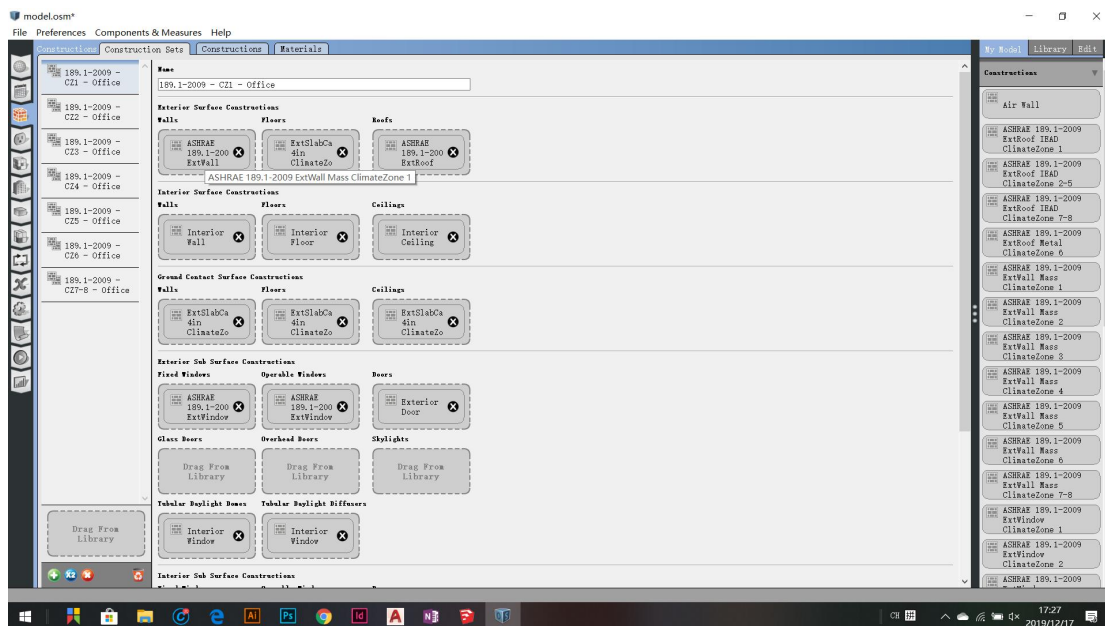 model.osm*
File Preferences Components & Measures Help
Constructions Construction Sets Constructions Materials
My Model Library Edit
189.1-2009 -
CZ1 - Office
189.1-2009 -
CZ2 - Office
189.1-2009 -
CZ3 - Office
189.1-2009 -
CZ4 - Office
189.1-2009 -
CZ5 - Office
189.1-2009 -
CZ6 - Office
189.1-2009 -
CZ7-8 - Office
Drag From
Library
x2
Name
189.1-2009 - CZ1 - Office
Exterior Surface Constructions
Walls Floors Roofs
ASHRAE
189.1-200
ExtWall
ExtSlabCa
4in
ClimateZo
ASHRAE
189.1-200
ExtRoof
ASHRAE 189.1-2009 ExtWall Mass ClimateZone 1
Interior Surface Constructions
Walls Floors Ceilings
Interior
Wall
Interior
Floor
Interior
Ceiling
Ground Contact Surface Constructions
Walls Floors Ceilings
ExtSlabCa
4in
ClimateZo
ExtSlabCa
4in
ClimateZo
ExtSlabCa
4in
ClimateZo
Exterior Sub Surface Constructions
Fixed Windows Operable Windows Doors
ASHRAE
189.1-200
ExtWindow
ASHRAE
189.1-200
ExtWindow
Exterior
Door
Glass Doors Overhead Doors Skylights
Drag From
Library
Drag From
Library
Drag From
Library
Tubular Daylight Domes Tubular Daylight Diffusers
Interior
Window
Interior
Window
Interior Sub Surface Constructions
Constructions
Air Wall
ASHRAE 189.1-2009
ExtRoof IEAD
ClimateZone 1
ASHRAE 189.1-2009
ExtRoof IEAD
ClimateZone 2-5
ASHRAE 189.1-2009
ExtRoof IEAD
ClimateZone 7-8
ASHRAE 189.1-2009
ExtRoof Metal
ClimateZone 6
ASHRAE 189.1-2009
ExtWall Mass
ClimateZone 1
ASHRAE 189.1-2009
ExtWall Mass
ClimateZone 2
ASHRAE 189.1-2009
ExtWall Mass
ClimateZone 3
ASHRAE 189.1-2009
ExtWall Mass
ClimateZone 4
ASHRAE 189.1-2009
ExtWall Mass
ClimateZone 5
ASHRAE 189.1-2009
ExtWall Mass
ClimateZone 6
ASHRAE 189.1-2009
ExtWall Mass
ClimateZone 7-8
ASHRAE 189.1-2009
ExtWindow
ClimateZone 1
ASHRAE 189.1-2009
ExtWindow
ClimateZone 2
ASHRAE 189.1-2009
Ai Ps Id A N
CH
17:27
2019/12/17